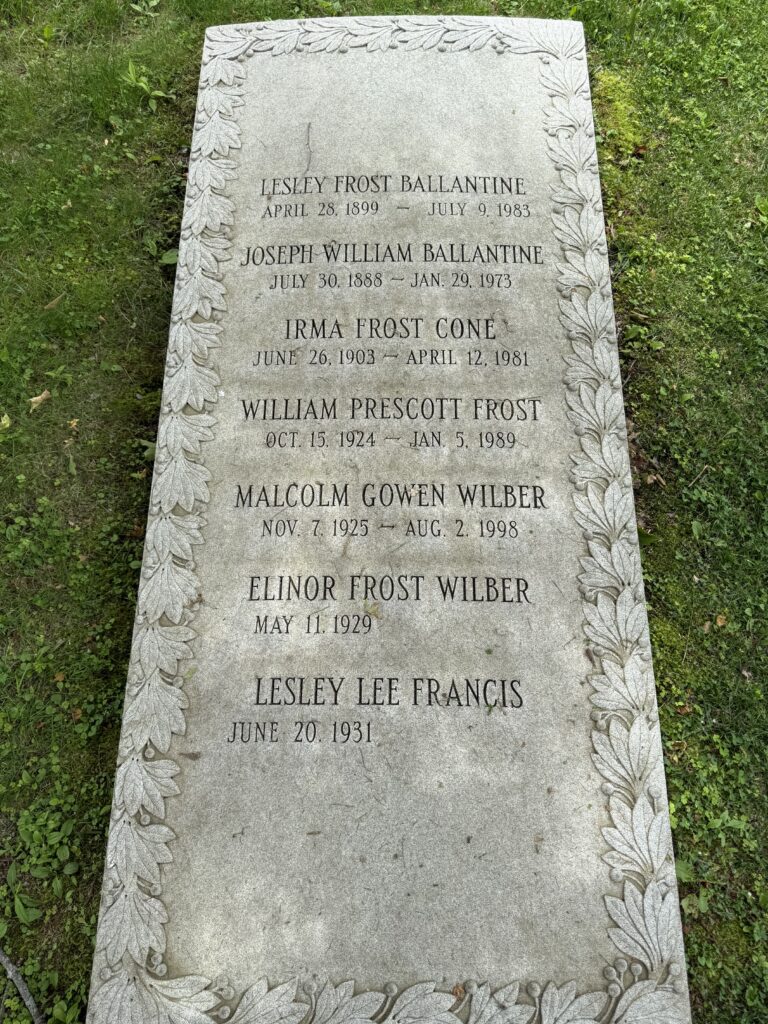 LESLEY FROST BALLANTINE
APRIL 28, 1899 — JULY 9, 1983
JOSEPH WILLIAM BALLANTINE
JULY 30, 1888 — JAN. 29, 1973
IRMA FROST CONE
JUNE 26, 1903 — APRIL 12, 1981
WILLIAM PRESCOTT FROST
OCT. 15, 1924 — JAN. 5, 1989
MALCOLM GOWEN WILBER
NOV. 7, 1925 — AUG. 2, 1998
ELINOR FROST WILBER
MAY 11, 1929
LESLEY LEE FRANCIS
JUNE 20, 1931